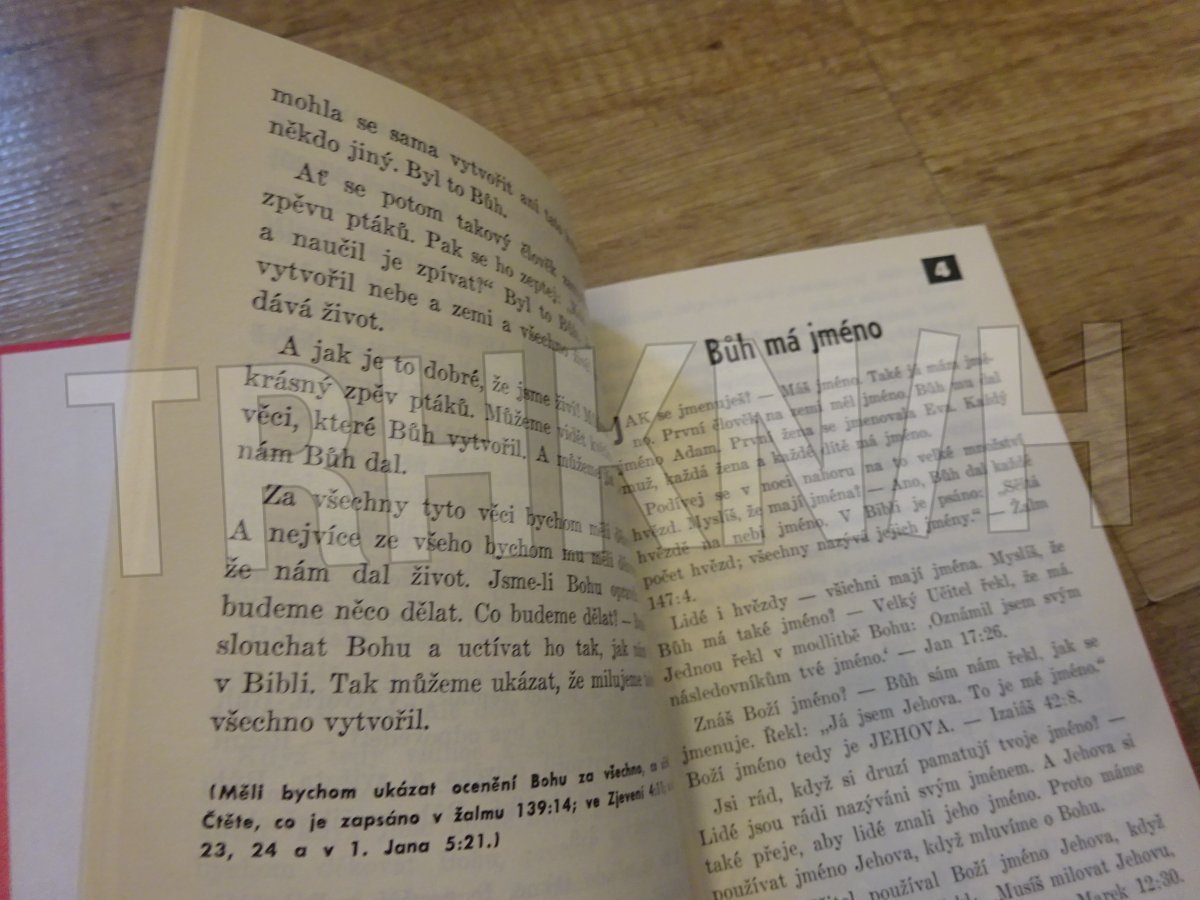 mohla se sama vytvořit ani tato
někdo jiný. Byl to Bůh.
Ať se potom takový člověk
zpěvu ptáků. Pak se ho zeptej:
a naučil je zpívat?“ Byl to Bůh,
vytvořil nebe a zemi a všechno
dává život.
A jak je to dobré, že jsme živi!
krásný zpěv ptáků. Můžeme vidět
věci, které Bůh vytvořil. A můžeme
nám Bůh dal.
Za všechny tyto věci bychom měli
A nejvíce ze všeho bychom mu měli
že nám dal život. Jsme-li Bohu
budeme něco dělat. Co budeme dělat? —
slouchat Bohu a uctívat ho tak, jak
v Bibli. Tak můžeme ukázat, že milujeme
všechno vytvořil.
(Měli bychom ukázat ocenění Bohu za všechno, a
Čtěte, co je zapsáno v žalmu 139:14; ve Zjevení
23, 24 a v 1. Jana 5:21.)
4
Bůh má jméno
JAK se jmenuješ? — Máš jméno. Také já mám jmé-
no. První člověk na zemi měl jméno. Bůh mu dal
jméno Adam. První žena se jmenovala Eva. Každý
muž, každá žena a každé dítě má jméno.
Podívej se v noci nahoru na to velké množství
hvězd. Myslíš, že mají jména? — Ano, Bůh dal každé
hvězdě na nebi jméno. V Bibli je psáno: „Sčítá
počet hvězd; všechny nazývá jejich jmény.“ — Žalm
147:4.
Lidé i hvězdy — všichni mají jména. Myslíš, že
Bůh má také jméno? — Velký Učitel řekl, že má.
Jednou řekl v modlitbě Bohu: ‚Oznámil jsem svým
následovníkům tvé jméno.‘ — Jan 17:26.
Znáš Boží jméno? — Bůh sám nám řekl, jak se
jmenuje. Řekl: „Já jsem Jehova. To je mé jméno.“
Boží jméno tedy je JEHOVA. — Izaiáš 42:8.
Jsi rád, když si druzí pamatují tvoje jméno? —
Lidé jsou rádi nazýváni svým jménem. A Jehova si
také přeje, aby lidé znali jeho jméno. Proto máme
používat jméno Jehova, když mluvíme o Bohu.
používal Boží jméno Jehova, když
Musíš milovat Jehovu,
Marek 12:30.
TRHKNIH